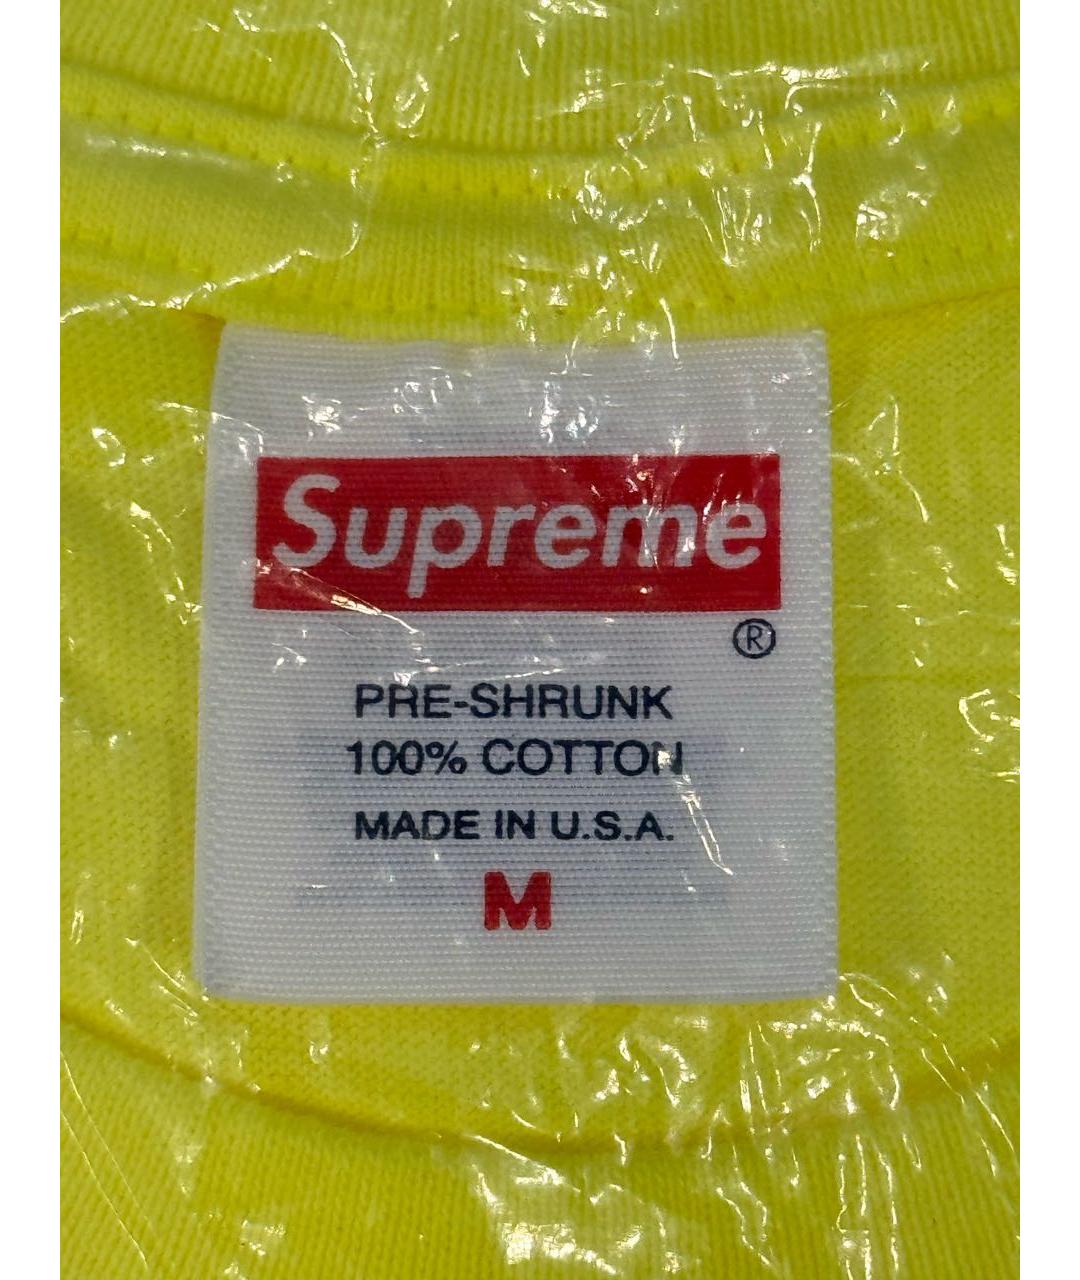 Supreme
®
PRE-SHRUNK
100% COTTON
MADE IN U.S.A.
M